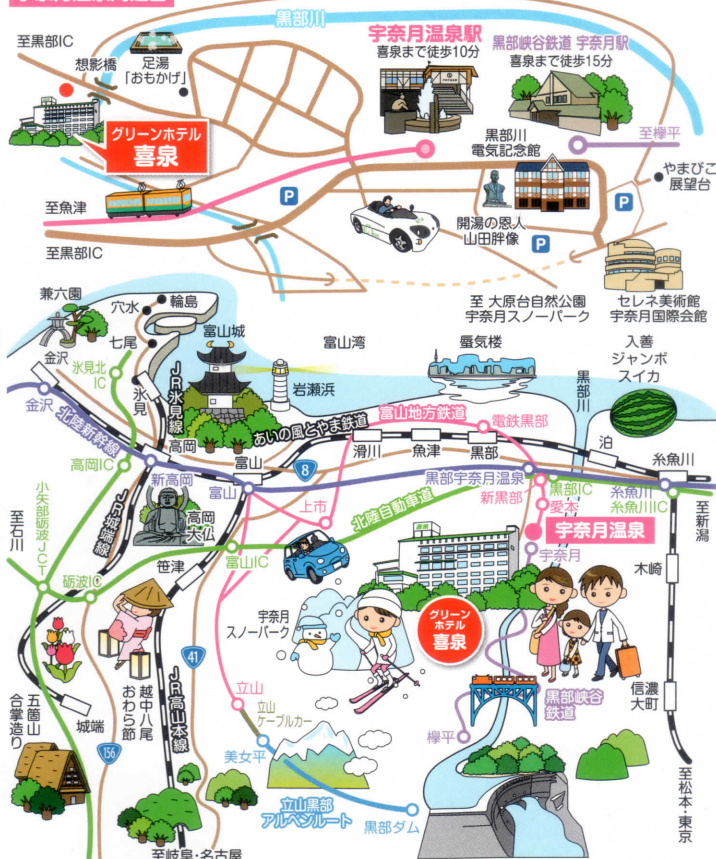 黒部川
至黒部IC
想影橋
足湯
「おもかげ」
宇奈月温泉駅
喜泉まで徒歩10分
黒部峡谷鉄道 宇奈月駅
喜泉まで徒歩15分
グリーンホテル
喜泉
黒部川
電気記念館
至欅平
やまびこ
展望台
至魚津
P
P
P
開湯の恩人
山田胖像
至黒部IC
至 大原台自然公園
宇奈月スノーパーク
セレネ美術館
宇奈月国際会館
兼六園
穴水
輪島
七尾
富山城
富山湾
岩瀬浜
蜃気楼
黒部川
入善
ジャンボ
スイカ
金沢
氷見北
IC
氷見
JR氷見線
金沢
北陸新幹線
高岡
あいの風とやま鉄道
富山地方鉄道
電鉄黒部
富山
8
滑川
魚津
黒部
泊
糸魚川
高岡IC
新高岡
富山
黒部宇奈月温泉
新黒部
黒部IC
愛本
糸魚川
糸魚川IC
至新潟
小矢部砺波JCT
JR城端線
高岡
大仏
上市
北陸自動車道
宇奈月温泉
宇奈月
至石川
砺波IC
笹津
富山IC
木崎
宇奈月
スノーパーク
グリーン
ホテル
喜泉
41
越中八尾
おわら節
JR高山本線
立山
立山
ケーブルカー
美女平
黒部峡谷
鉄道
欅平
信濃
大町
五箇山
合掌造り
城端
156
立山黒部
アルペンルート
黒部ダム
至松本・東京
至岐阜・名古屋